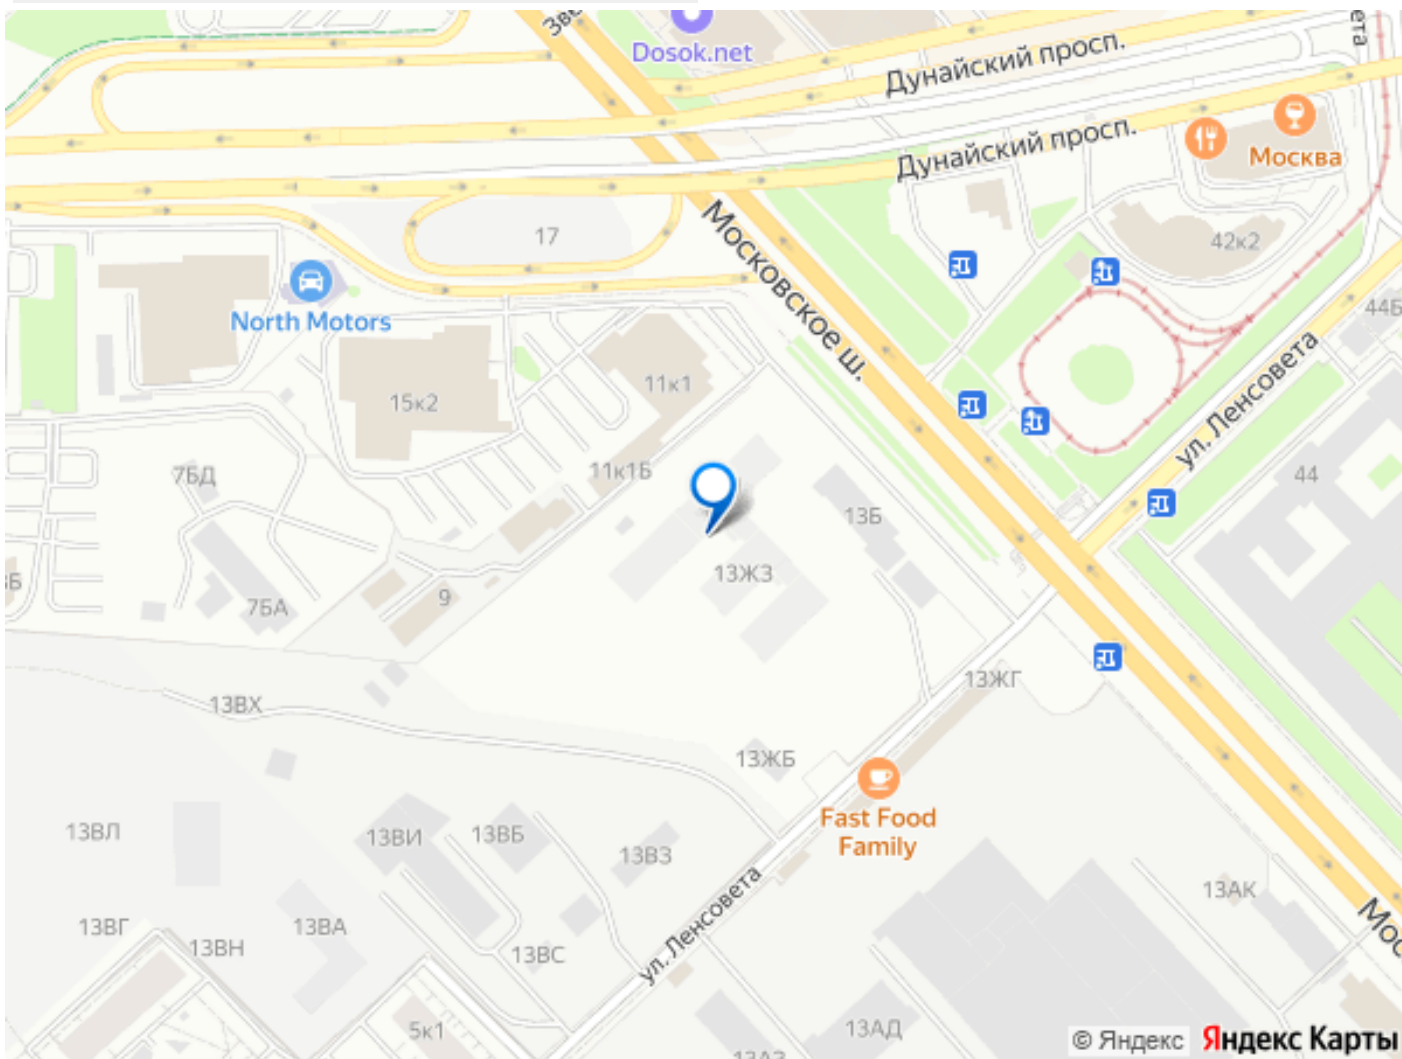 Dosok.net
Дунайский просп.
Дунайский просп.
Москва
17
42к2
North Motors
Московское ш.
44Б
11к1
15к2
ул. Ленсовета
11к1Б
7БД
44
13Б
13ЖЗ
9
7БА
13ЖГ
13ВХ
13ЖБ
Fast Food
Family
13ВЛ
13ВИ
13ВБ
13ВЗ
13АК
ул. Ленсовета
13ВГ
13ВА
13ВН
13ВС
5к1
13АД
© Яндекс
Яндекс Карты